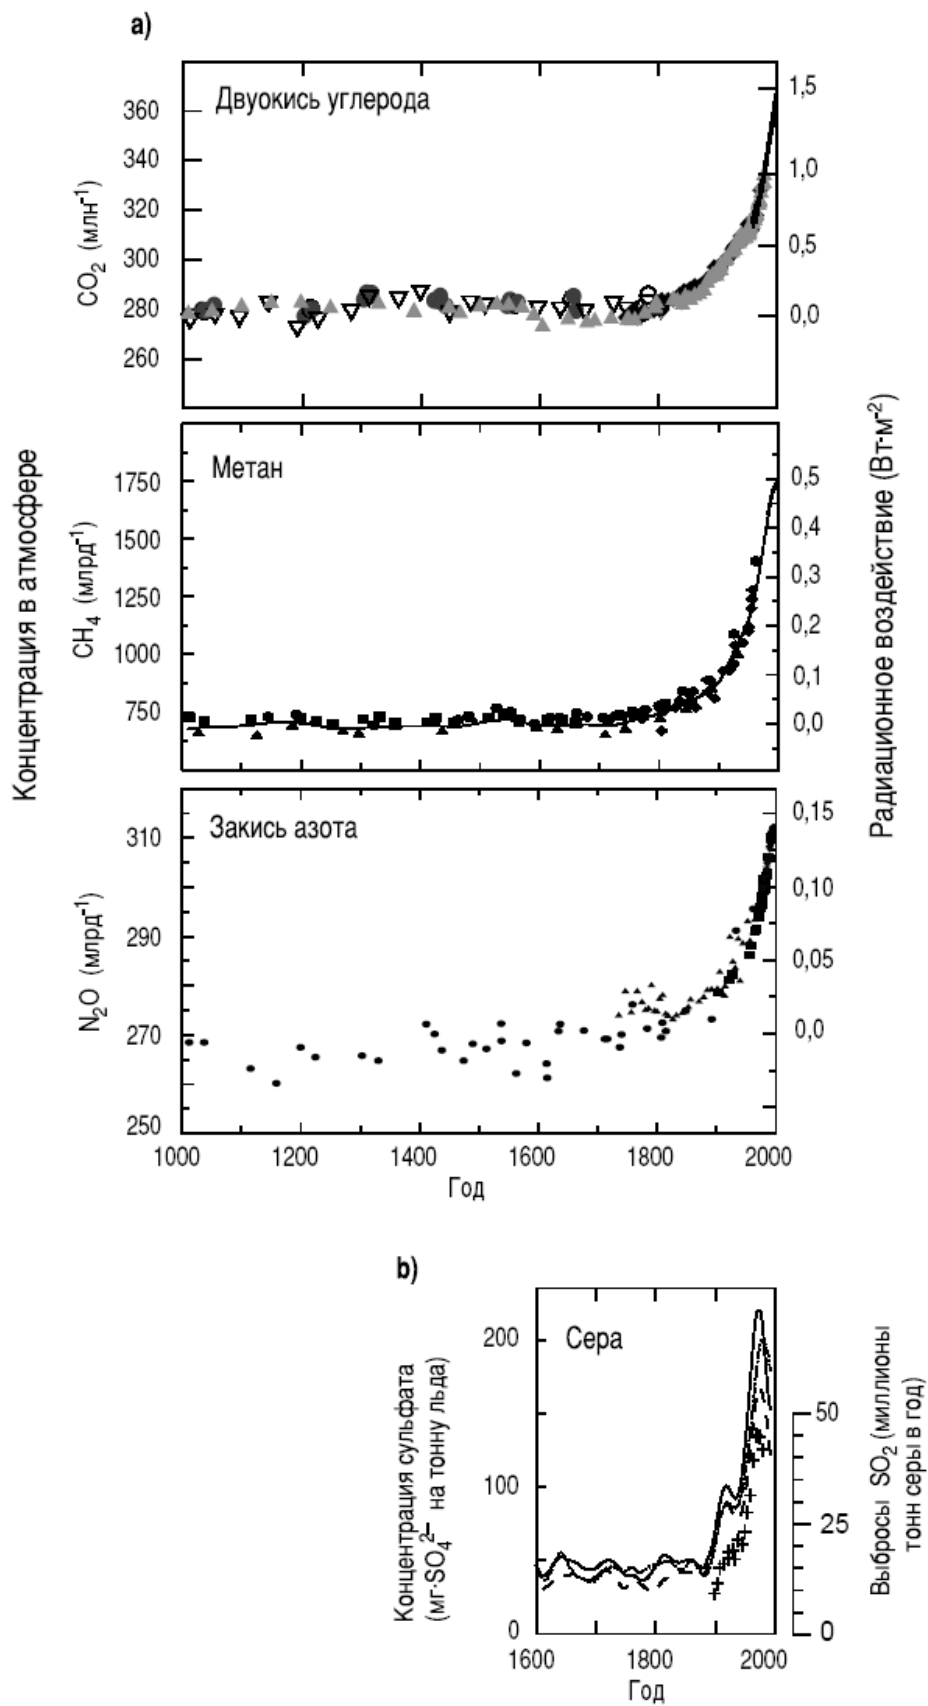 a)
Двуокись углерода
360
340
320
300
280
260
CO₂ (млн⁻¹)
1,5
1,0
0,5
0,0
Концентрация в атмосфере
Радиационное воздействие (Вт·м⁻²)
Метан
1750
1500
1250
1000
750
CH₄ (млрд⁻¹)
0,5
0,4
0,3
0,2
0,1
0,0
Закись азота
310
290
270
250
N₂O (млрд⁻¹)
0,15
0,10
0,05
0,0
1000 1200 1400 1600 1800 2000
Год
b)
Сера
200
100
0
Концентрация сульфата
(мг·SO₄²⁻ на тонну льда)
50
25
0
Выбросы SO₂ (миллионы
тонн серы в год)
1600 1800 2000
Год